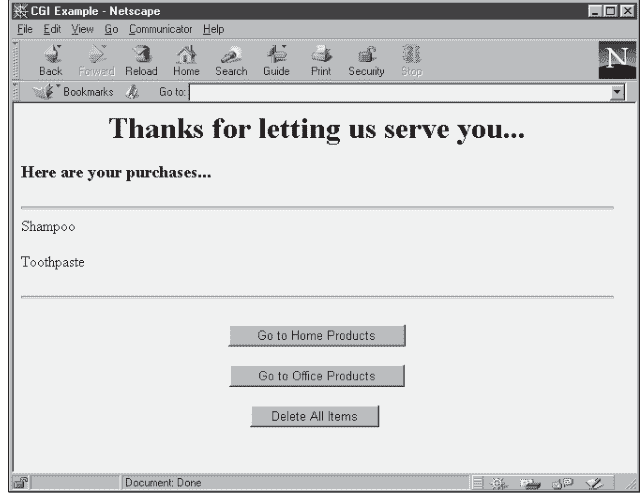 CGI Example - Netscape
File Edit View Go Communicator Help
Back Forward Reload Home Search Guide Print Security Stop
N
Bookmarks Go to:
Thanks for letting us serve you...
Here are your purchases...
Shampoo
Toothpaste
Go to Home Products
Go to Office Products
Delete All Items
Document: Done